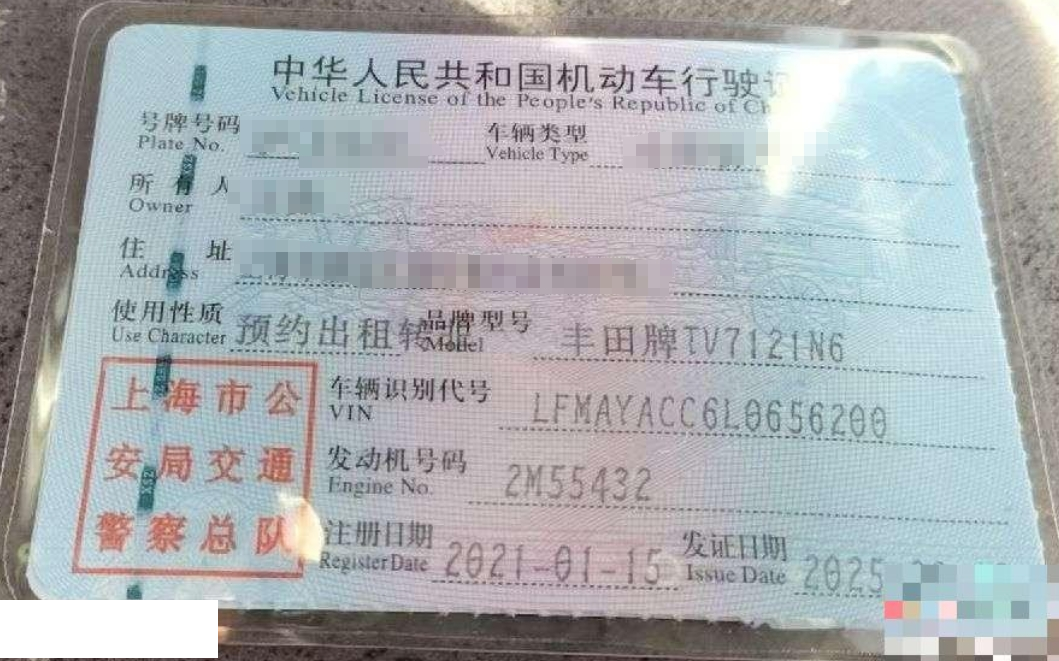 中华人民共和国机动车行驶
Vehicle License of the People's Republic of Ch
号牌号码
Plate No.
车辆类型
Vehicle Type
所有人
Owner
住址
Address
使用性质
Use Character
预约出租转
品牌型号
Model
丰田牌TV7121N6
上海市公
安局交通
警察总队
车辆识别代号
VIN
LFMAYACC6L0656200
发动机号码
Engine No.
2M55432
注册日期
Register Date
2021-01-15
发证日期
Issue Date
2025